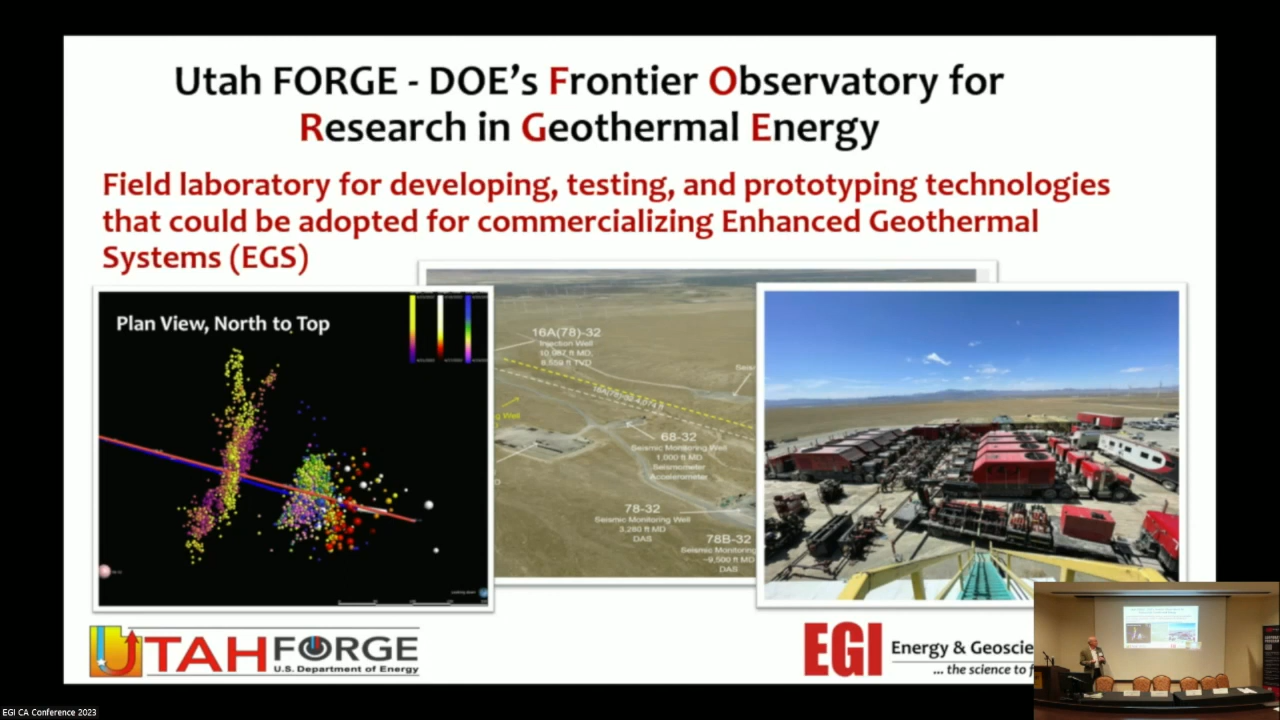 Utah FORGE - DOE's Frontier Observatory for
Research in Geothermal Energy
Field laboratory for developing, testing, and prototyping technologies
that could be adopted for commercializing Enhanced Geothermal
Systems (EGS)
Plan View, North to Top
16A(78)-32
Injection Well
10,987 ft MD,
8,559 ft TVD
Well
68-32
Seismic Monitoring Well
1,000 ft MD
Seismometer
Accelerometer
78-32
Seismic Monitoring Well
3,280 ft MD
DAS
78B-32
Seismic Monitoring
~9,500 ft MD
DAS
UTAH FORGE
U.S. Department of Energy
EGI Energy & Geoscie
... the science to f
EGI CA Conference 2023